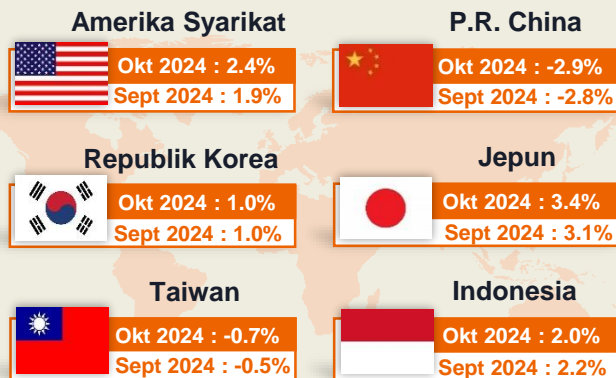 Amerika Syarikat
Okt 2024 : 2.4%
Sept 2024 : 1.9%
P.R. China
Okt 2024 : -2.9%
Sept 2024 : -2.8%
Republik Korea
Okt 2024 : 1.0%
Sept 2024 : 1.0%
Jepun
Okt 2024 : 3.4%
Sept 2024 : 3.1%
Taiwan
Okt 2024 : -0.7%
Sept 2024 : -0.5%
Indonesia
Okt 2024 : 2.0%
Sept 2024 : 2.2%